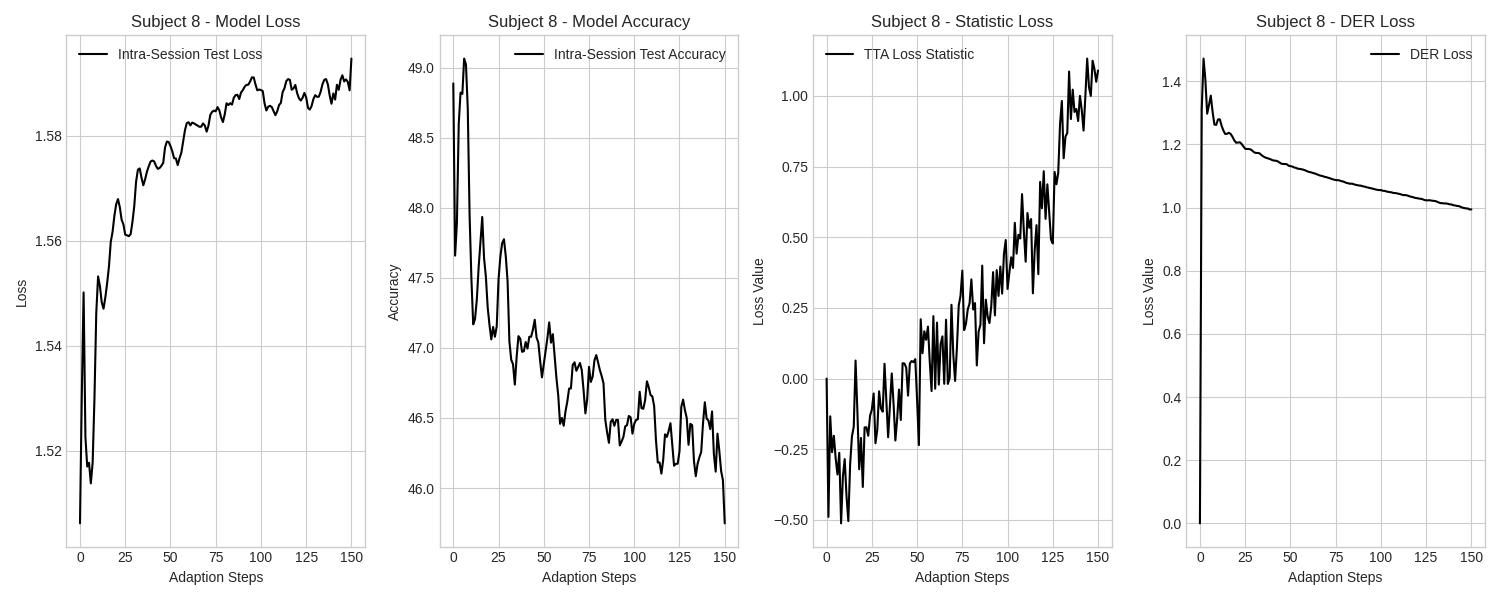 Subject 8 - Model Loss
Intra-Session Test Loss
Loss
1.58
1.56
1.54
1.52
0 25 50 75 100 125 150
Adaption Steps
Subject 8 - Model Accuracy
Intra-Session Test Accuracy
Accuracy
49.0
48.5
48.0
47.5
47.0
46.5
46.0
0 25 50 75 100 125 150
Adaption Steps
Subject 8 - Statistic Loss
TTA Loss Statistic
Loss Value
1.00
0.75
0.50
0.25
0.00
−0.25
−0.50
0 25 50 75 100 125 150
Adaption Steps
Subject 8 - DER Loss
DER Loss
Loss Value
1.4
1.2
1.0
0.8
0.6
0.4
0.2
0.0
0 25 50 75 100 125 150
Adaption Steps